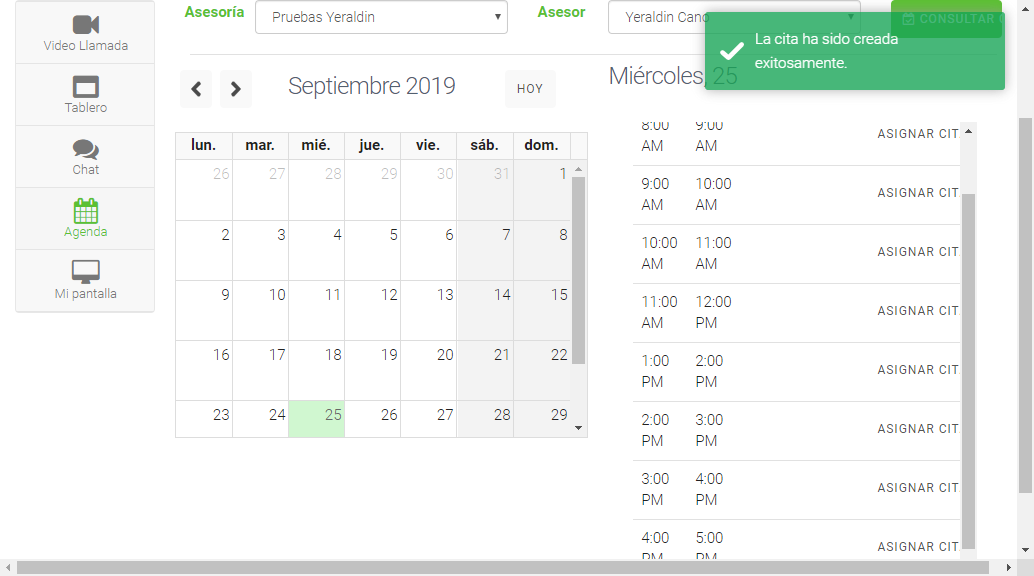 Asesoría
Pruebas Yeraldin
Asesor
Yeraldin Cano
CONSULTAR
La cita ha sido creada
exitosamente.
Video Llamada
Tablero
Chat
Agenda
Mi pantalla
Septiembre 2019
HOY
Miércoles, 25
lun. mar. mié. jue. vie. sáb. dom.
26 27 28 29 30 31 1
2 3 4 5 6 7 8
9 10 11 12 13 14 15
16 17 18 19 20 21 22
23 24 25 26 27 28 29
8:00 9:00
AM AM
ASIGNAR CIT
9:00 10:00
AM AM
ASIGNAR CIT
10:00 11:00
AM AM
ASIGNAR CIT
11:00 12:00
AM PM
ASIGNAR CIT
1:00 2:00
PM PM
ASIGNAR CIT
2:00 3:00
PM PM
ASIGNAR CIT
3:00 4:00
PM PM
ASIGNAR CIT
4:00 5:00
PM PM
ASIGNAR CIT